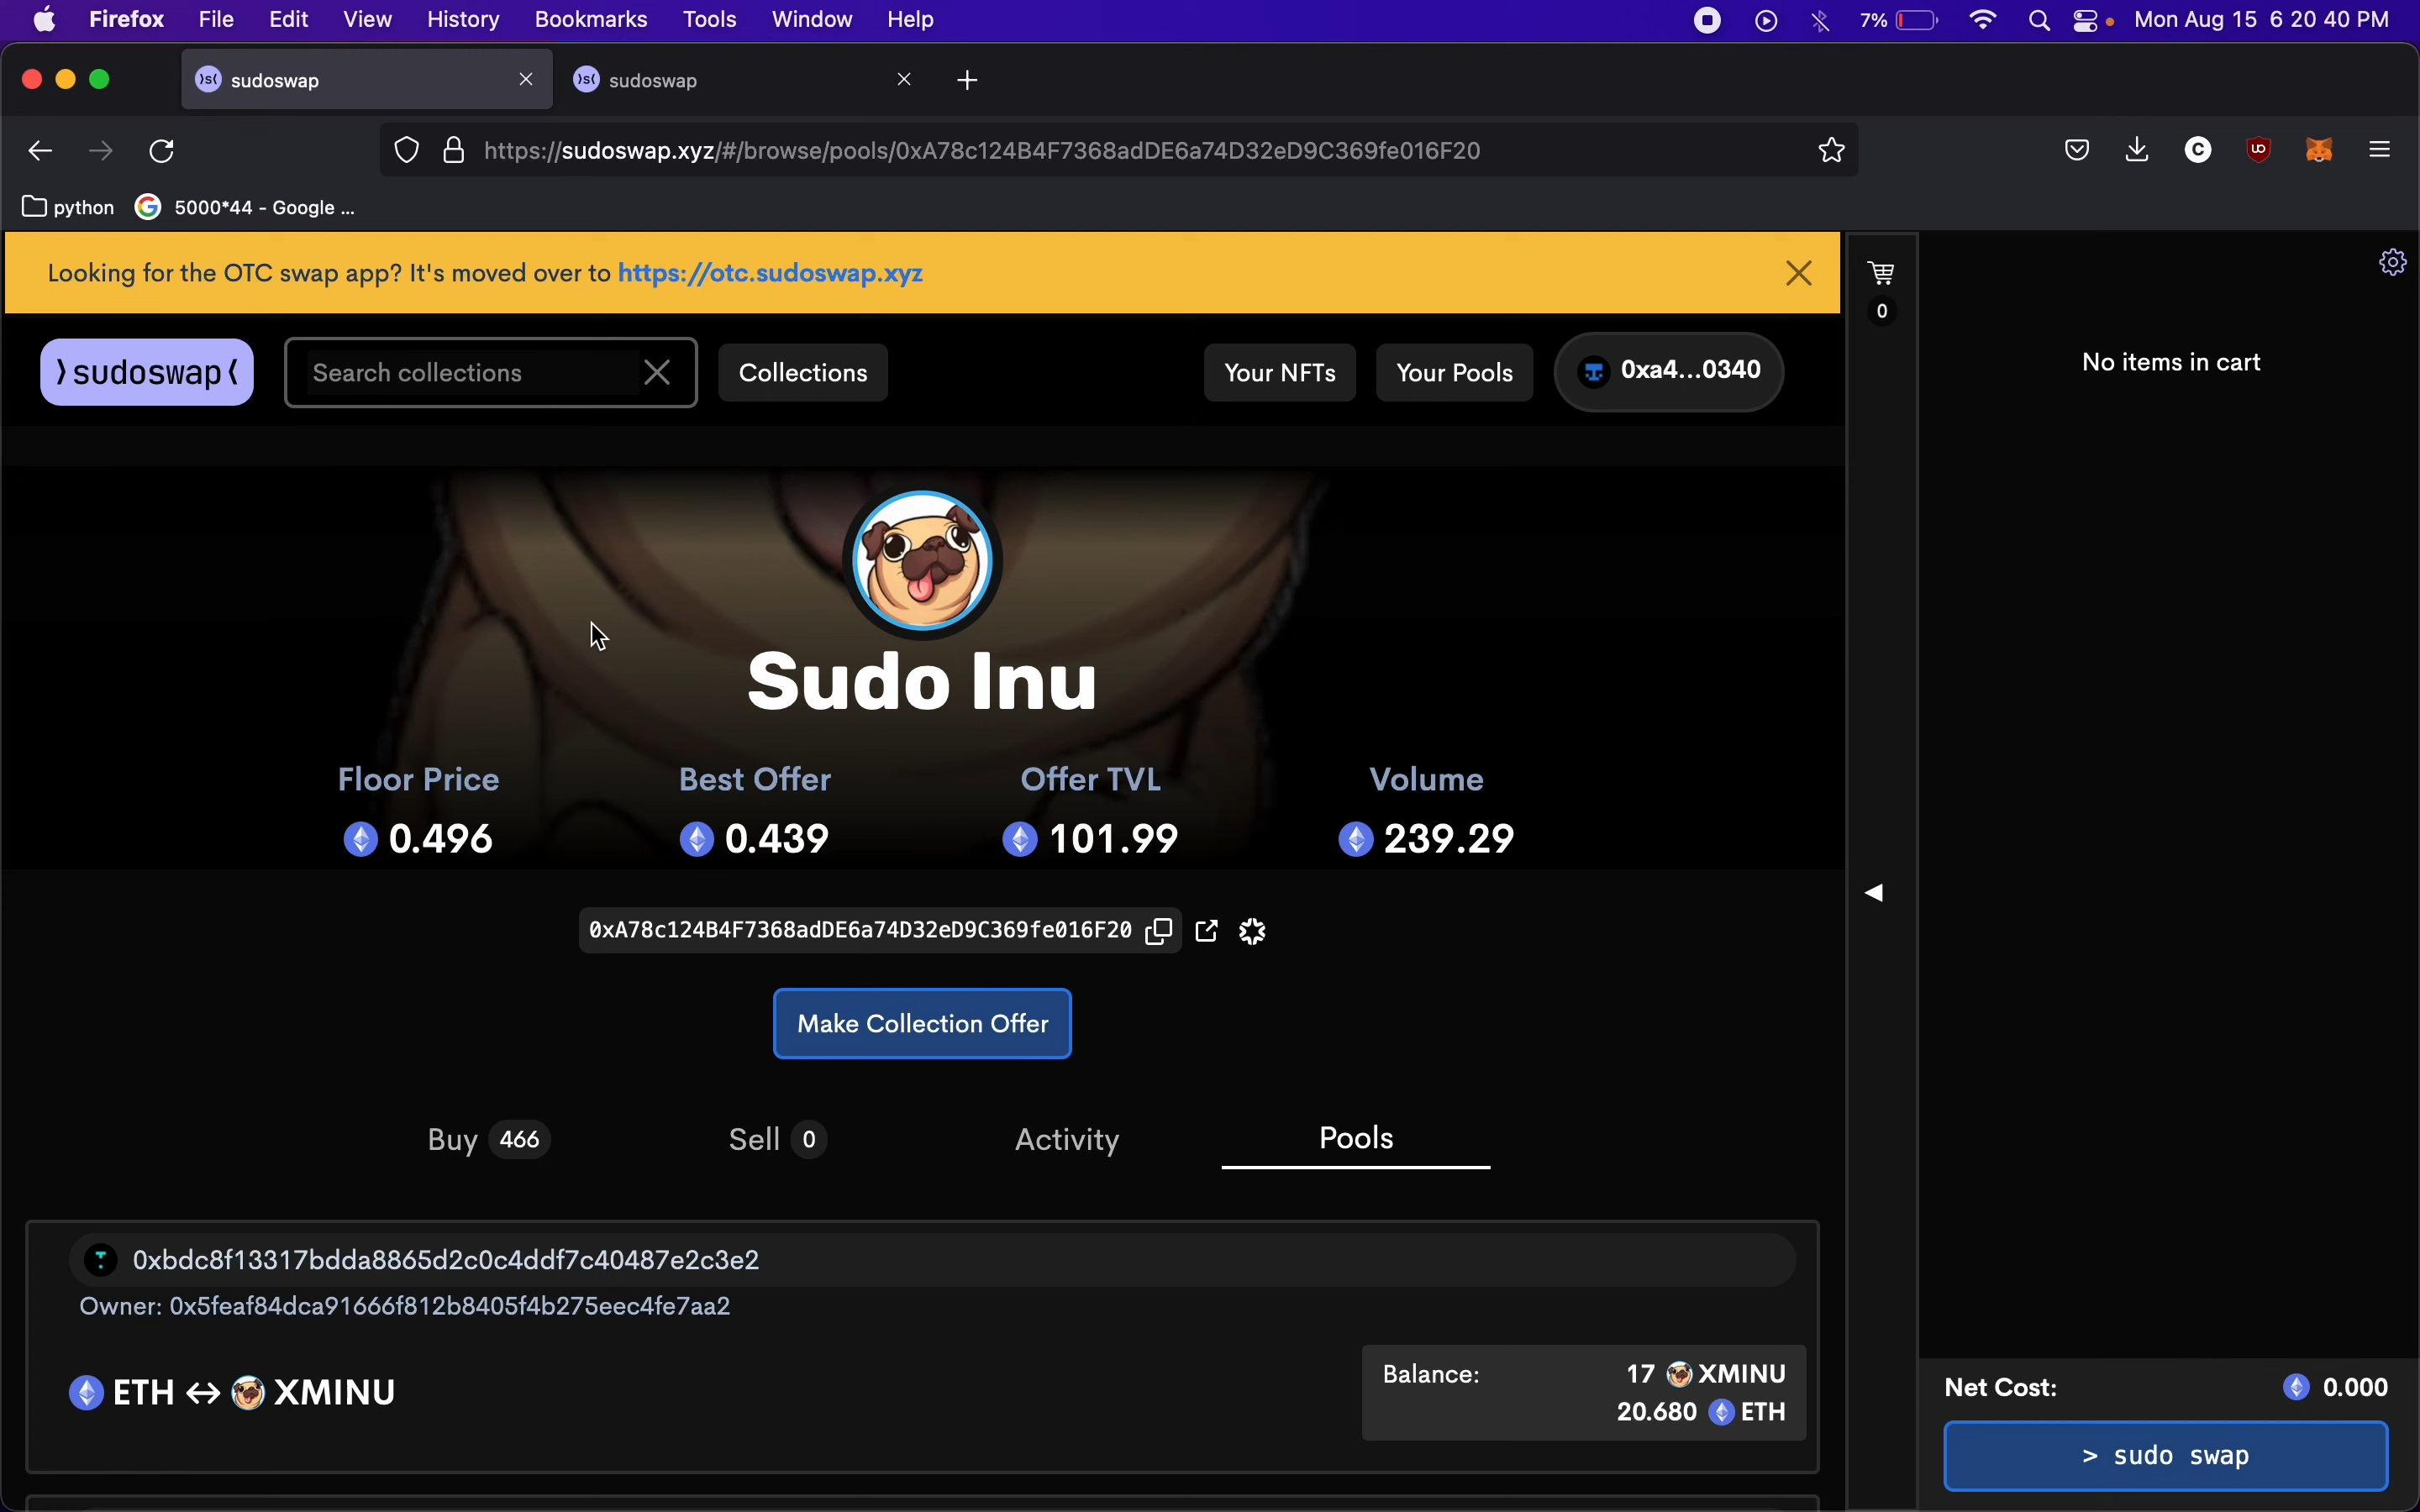 Firefox File Edit View History Bookmarks Tools Window Help 7% Mon Aug 15 6 20 40 PM
)s( sudoswap )s( sudoswap
https://sudoswap.xyz/#/browse/pools/0xA78c124B4F7368adDE6a74D32eD9C369fe016F20 C
python 5000*44 - Google ...
Looking for the OTC swap app? It's moved over to https://otc.sudoswap.xyz
0
)sudoswap( Search collections Collections Your NFTs Your Pools 0xa4...0340
No items in cart
Sudo Inu
Floor Price Best Offer Offer TVL Volume
0.496 0.439 101.99 239.29
0xA78c124B4F7368adDE6a74D32eD9C369fe016F20
Make Collection Offer
Buy 466 Sell 0 Activity Pools
0xbdc8f13317bdda8865d2c0c4ddf7c40487e2c3e2
Owner: 0x5feaf84dca91666f812b8405f4b275eec4fe7aa2
ETH ↔ XMINU
Balance: 17 XMINU
20.680 ETH
Net Cost: 0.000
> sudo swap